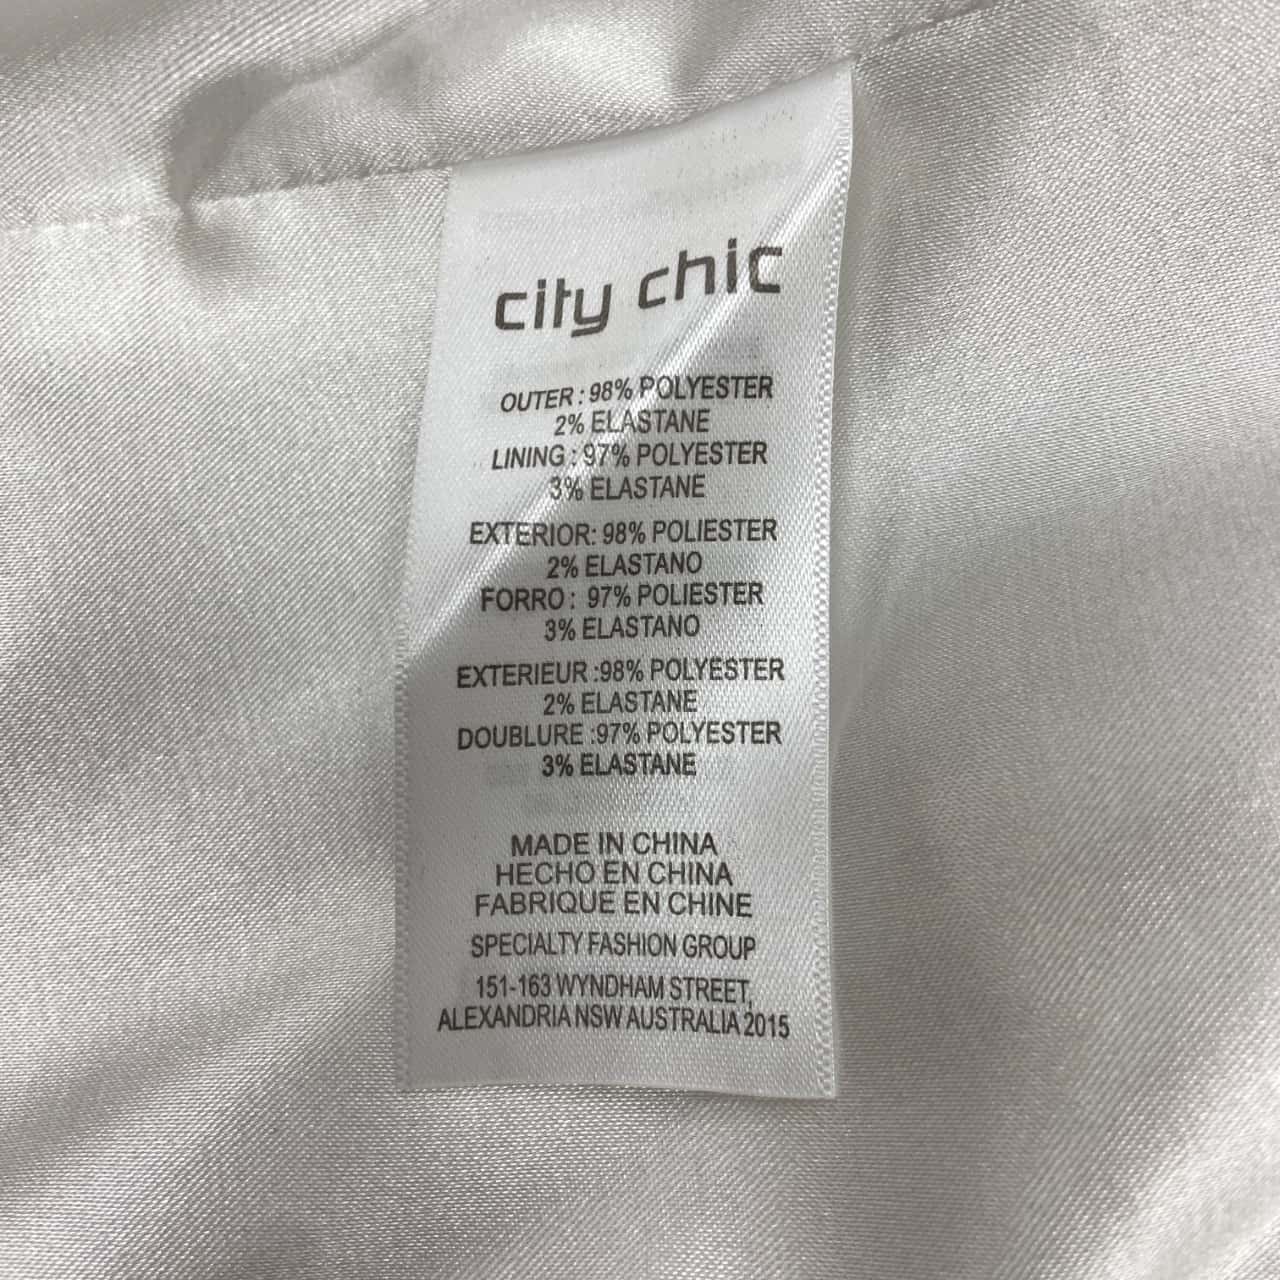 city chic
OUTER : 98% POLYESTER
2% ELASTANE
LINING : 97% POLYESTER
3% ELASTANE
EXTERIOR: 98% POLIESTER
2% ELASTANO
FORRO : 97% POLIESTER
3% ELASTANO
EXTERIEUR :98% POLYESTER
2% ELASTANE
DOUBLURE :97% POLYESTER
3% ELASTANE
MADE IN CHINA
HECHO EN CHINA
FABRIQUE EN CHINE
SPECIALTY FASHION GROUP
151-163 WYNDHAM STREET,
ALEXANDRIA NSW AUSTRALIA 2015